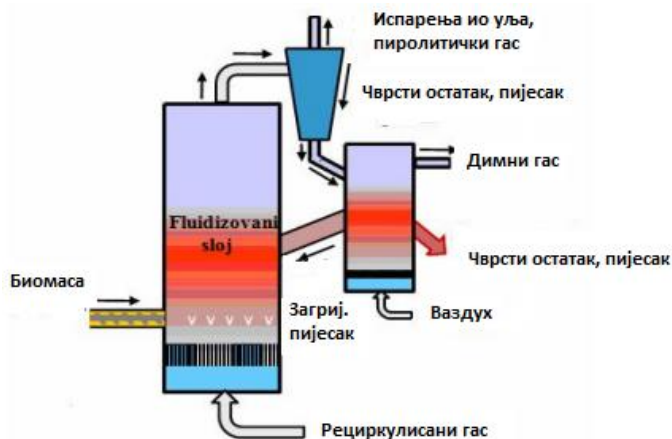 Испарења ио уља,
пиролитички гас
Чврсти остатак, пијесак
Димни гас
Fluidizovani
sloj
Чврсти остатак, пијесак
Биомаса
Загриј.
пијесак
Ваздух
Рециркулисани гас